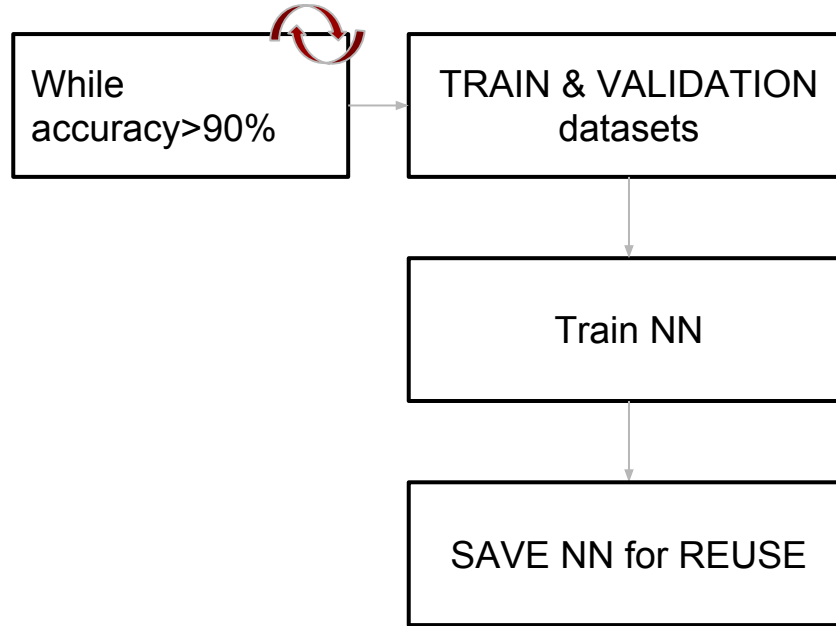 While
accuracy>90%
TRAIN & VALIDATION
datasets
Train NN
SAVE NN for REUSE